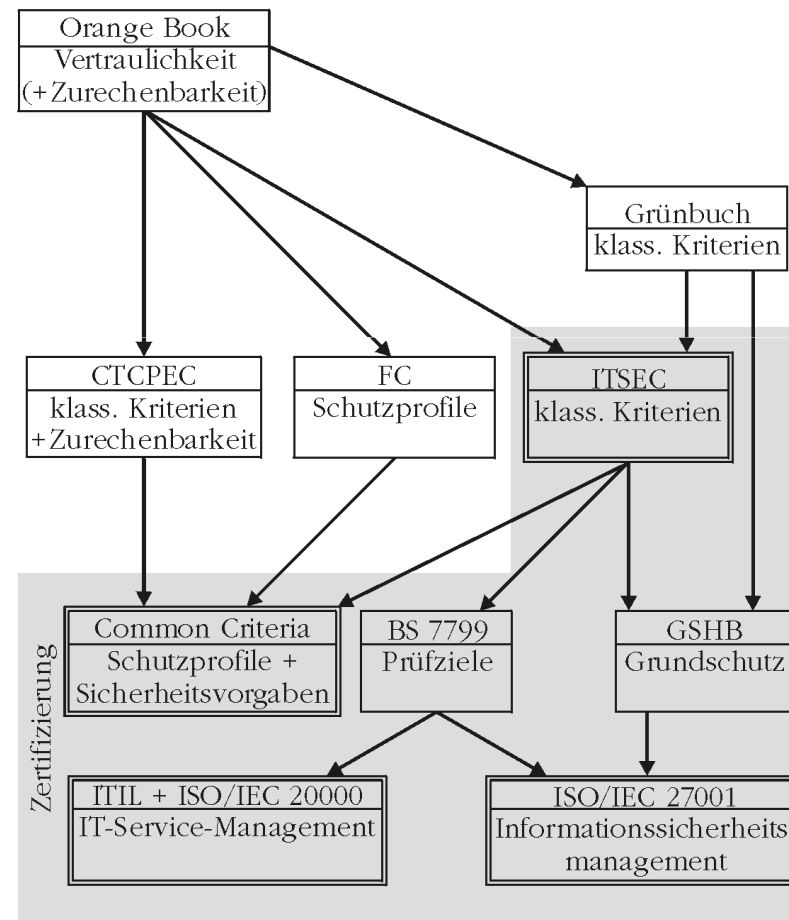 Orange Book
Vertraulichkeit
(+Zurechenbarkeit)
Grünbuch
klass. Kriterien
CTCPEC
klass. Kriterien
+Zurechenbarkeit
FC
Schutzprofile
ITSEC
klass. Kriterien
Common Criteria
Schutzprofile +
Sicherheitsvorgaben
BS 7799
Prüfziele
GSHB
Grundschutz
Zertifizierung
ITIL + ISO/IEC 20000
IT-Service-Management
ISO/IEC 27001
Informationssicherheits
management